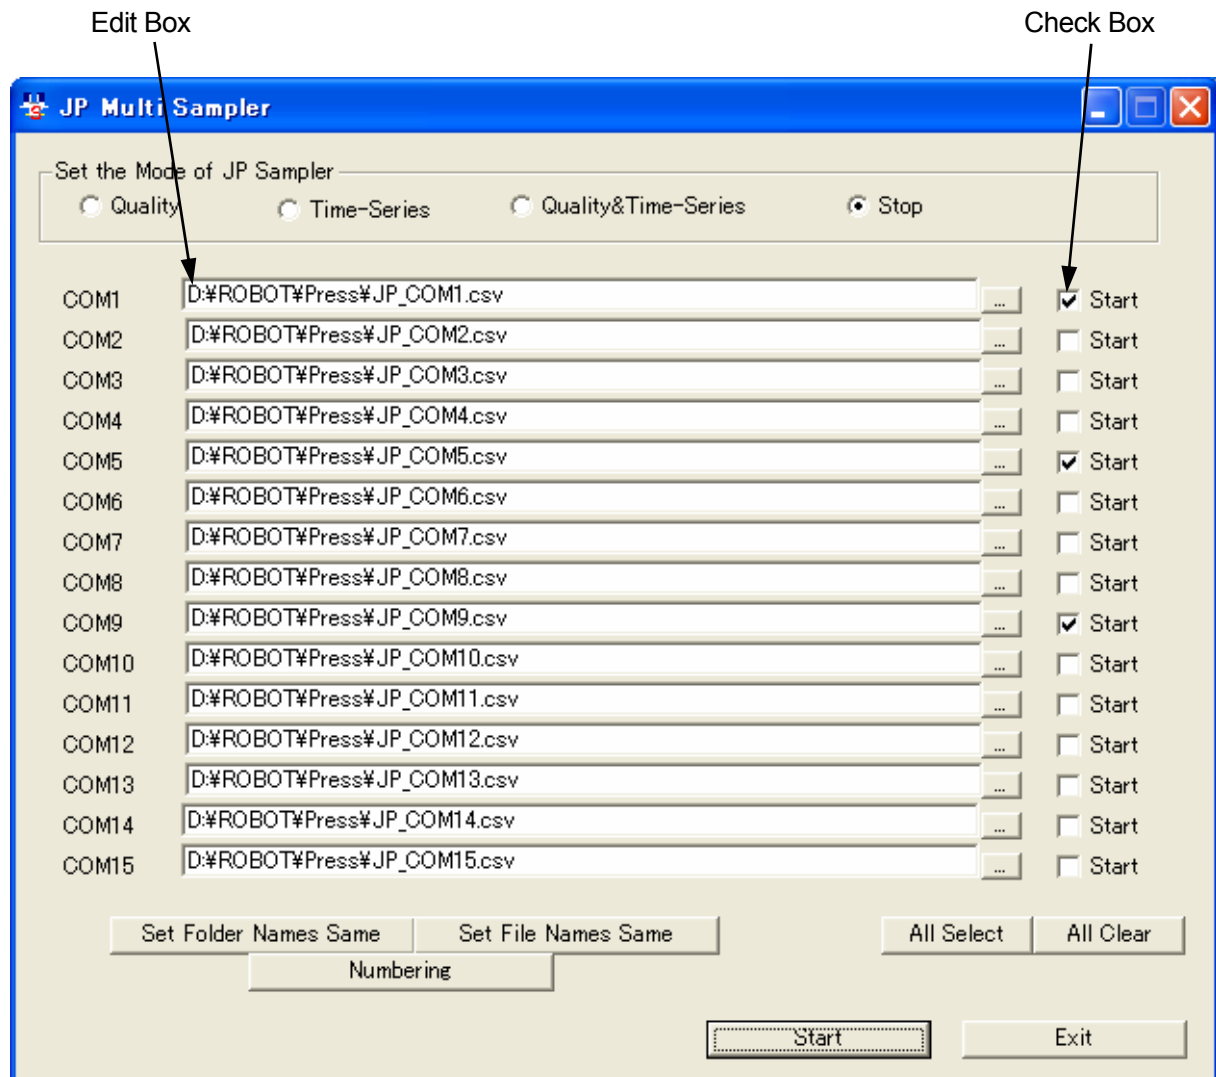 Edit Box Check Box
JP Multi Sampler
Set the Mode of JP Sampler
Quality Time-Series Quality&Time-Series Stop
COM1 D:¥ROBOT¥Press¥JP_COM1.csv ... Start
COM2 D:¥ROBOT¥Press¥JP_COM2.csv ... Start
COM3 D:¥ROBOT¥Press¥JP_COM3.csv ... Start
COM4 D:¥ROBOT¥Press¥JP_COM4.csv ... Start
COM5 D:¥ROBOT¥Press¥JP_COM5.csv ... Start
COM6 D:¥ROBOT¥Press¥JP_COM6.csv ... Start
COM7 D:¥ROBOT¥Press¥JP_COM7.csv ... Start
COM8 D:¥ROBOT¥Press¥JP_COM8.csv ... Start
COM9 D:¥ROBOT¥Press¥JP_COM9.csv ... Start
COM10 D:¥ROBOT¥Press¥JP_COM10.csv ... Start
COM11 D:¥ROBOT¥Press¥JP_COM11.csv ... Start
COM12 D:¥ROBOT¥Press¥JP_COM12.csv ... Start
COM13 D:¥ROBOT¥Press¥JP_COM13.csv ... Start
COM14 D:¥ROBOT¥Press¥JP_COM14.csv ... Start
COM15 D:¥ROBOT¥Press¥JP_COM15.csv ... Start
Set Folder Names Same Set File Names Same All Select All Clear
Numbering
Start Exit